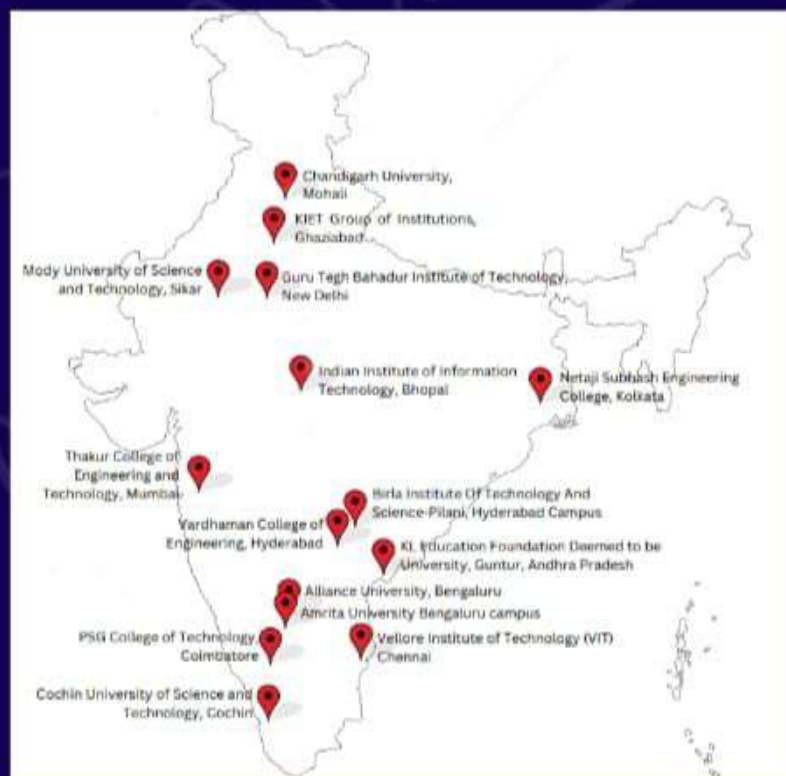 Chandigarh University,
Mohali
KIET Group of Institutions,
Ghaziabad
Mody University of Science
and Technology, Sikar
Guru Tegh Bahadur Institute of Technology,
New Delhi
Indian Institute of Information
Technology, Bhopal
Netaji Subhash Engineering
College, Kolkata
Thakur College of
Engineering and
Technology, Mumbai
Birla Institute Of Technology And
Science-Pilani, Hyderabad Campus
Vardhaman College of
Engineering, Hyderabad
KL Education Foundation Deemed to be
University, Guntur, Andhra Pradesh
Alliance University, Bengaluru
Amrita University Bengaluru campus
PSG College of Technology
Coimbatore
Vellore Institute of Technology (VIT)
Chennai
Cochin University of Science and
Technology, Cochin